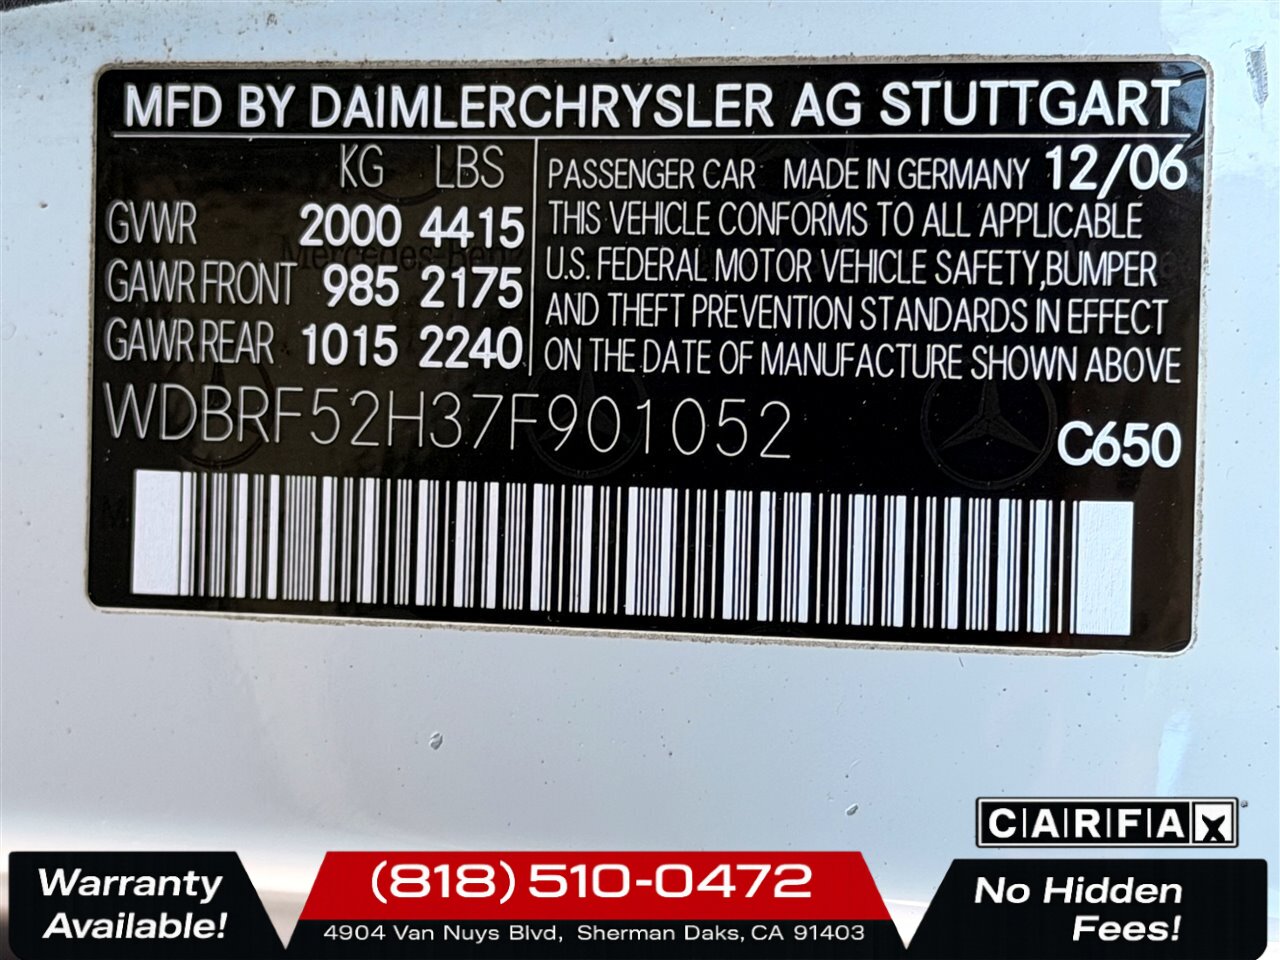 MFD BY DAIMLERCHRYSLER AG STUTTGART
KG LBS
GVWR 2000 4415
GAWR FRONT 985 2175
GAWR REAR 1015 2240
PASSENGER CAR MADE IN GERMANY 12/06
THIS VEHICLE CONFORMS TO ALL APPLICABLE
U.S. FEDERAL MOTOR VEHICLE SAFETY,BUMPER
AND THEFT PREVENTION STANDARDS IN EFFECT
ON THE DATE OF MANUFACTURE SHOWN ABOVE
WDBRF52H37F901052
C650
Mercedes-Benz
CARFAX
Warranty
Available!
(818) 510-0472
4904 Van Nuys Blvd, Sherman Daks, CA 91403
No Hidden
Fees!